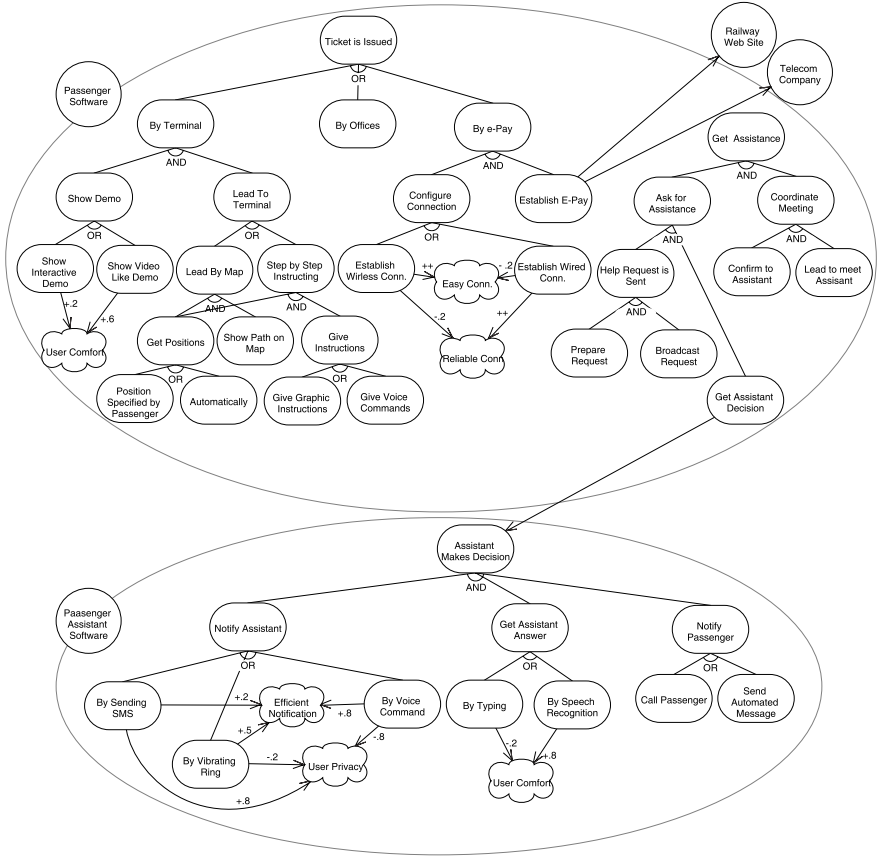 Railway
Web Site
Ticket is Issued
Telecom
Company
OR
Passenger
Software
By Terminal
By Offices
By e-Pay
Get Assistance
AND
AND
AND
Show Demo
Lead To
Terminal
Configure
Connection
Establish E-Pay
Ask for
Assistance
Coordinate
Meeting
OR
OR
OR
AND
AND
Show
Interactive
Demo
Show Video
Like Demo
Lead By Map
Step by Step
Instructing
Establish
Wirless Conn.
++
Easy Conn.
-.2
Establish Wired
Conn.
Help Request is
Sent
Confirm to
Assistant
Lead to meet
Assisant
+.2
+.6
AND
AND
-.2
++
AND
User Comfort
Get Positions
Show Path on
Map
Give
Instructions
Reliable Conn
Prepare
Request
Broadcast
Request
OR
OR
Position
Specified by
Passenger
Automatically
Give Graphic
Instructions
Give Voice
Commands
Get Assistant
Decision
Assistant
Makes Decision
AND
Paasenger
Assistant
Software
Notify Assistant
Get Assistant
Answer
Notify
Passenger
OR
OR
OR
By Sending
SMS
+.2
Efficient
Notification
+.8
By Voice
Command
By Typing
By Speech
Recognition
Call Passenger
Send
Automated
Message
+.5
-.8
-.2
+.8
By Vibrating
Ring
-.2
User Privacy
User Comfort
+.8